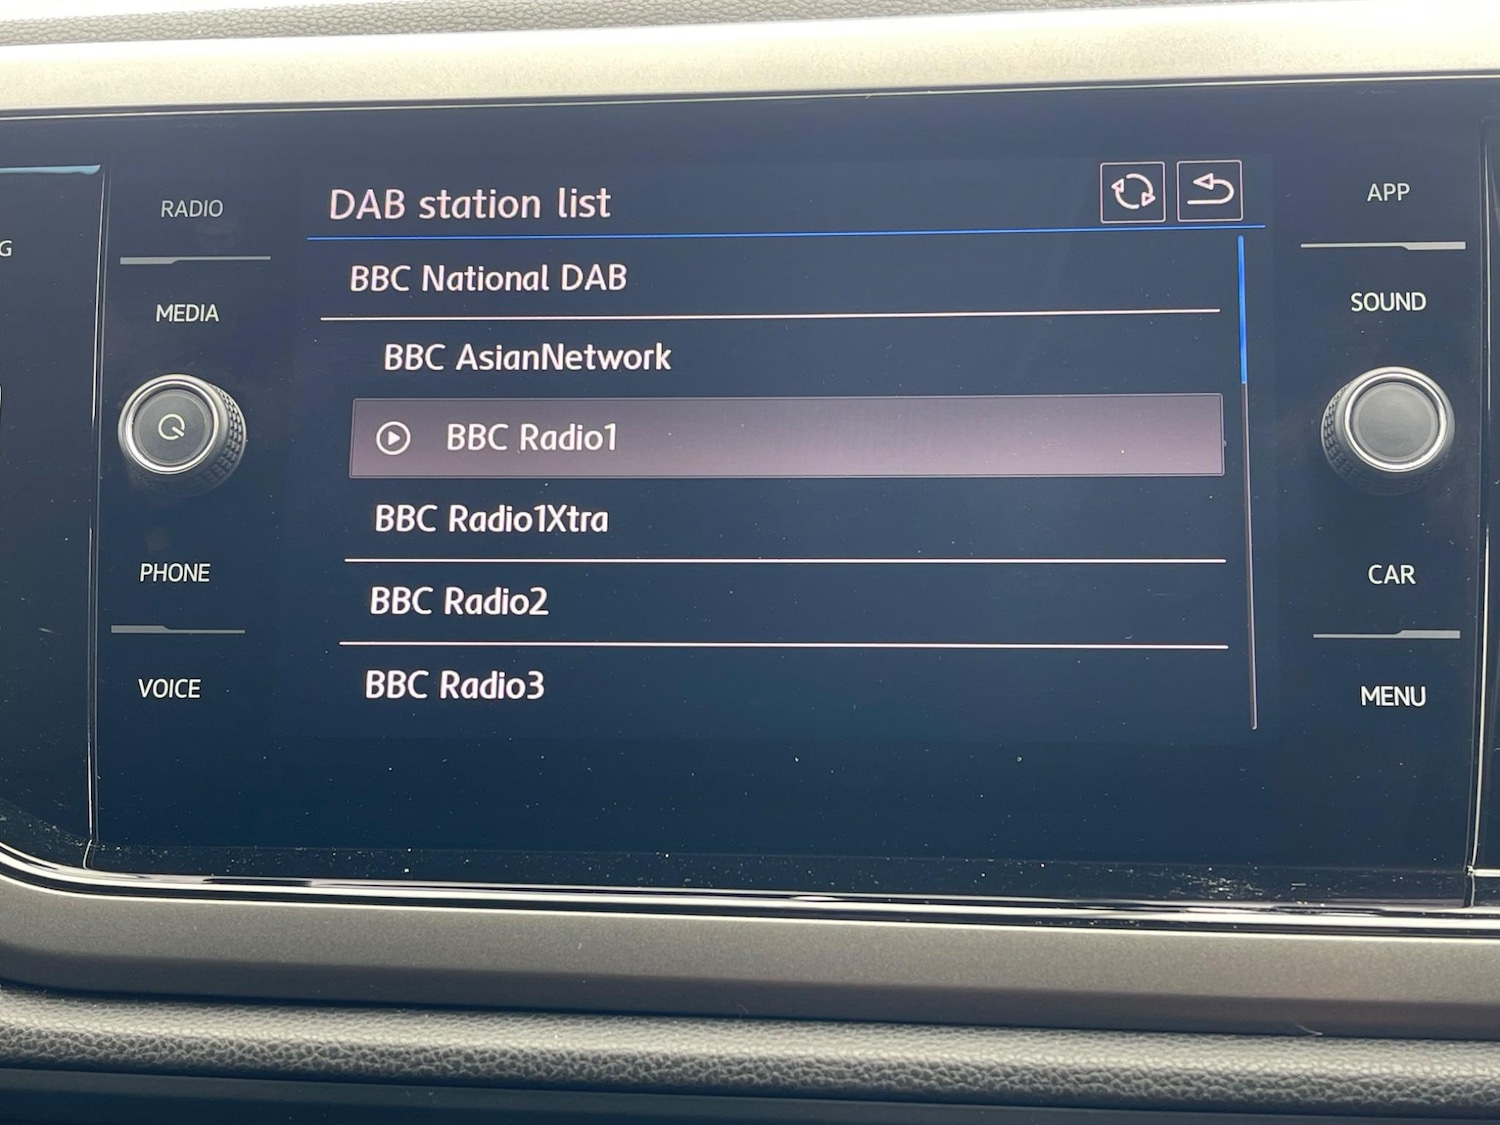 G
RADIO
MEDIA
PHONE
VOICE
DAB station list
BBC National DAB
BBC AsianNetwork
BBC Radio1
BBC Radio1Xtra
BBC Radio2
BBC Radio3
APP
SOUND
CAR
MENU